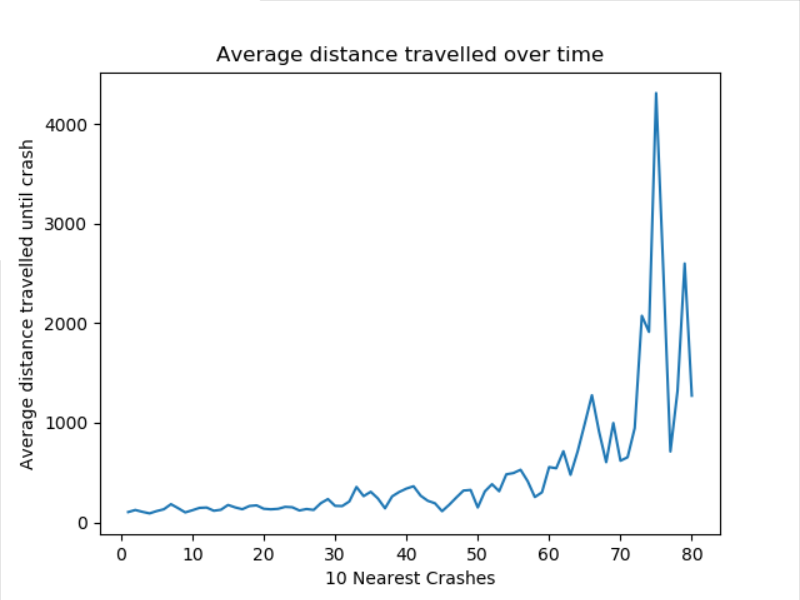 Average distance travelled over time
Average distance travelled until crash
4000
3000
2000
1000
0
0 10 20 30 40 50 60 70 80
10 Nearest Crashes